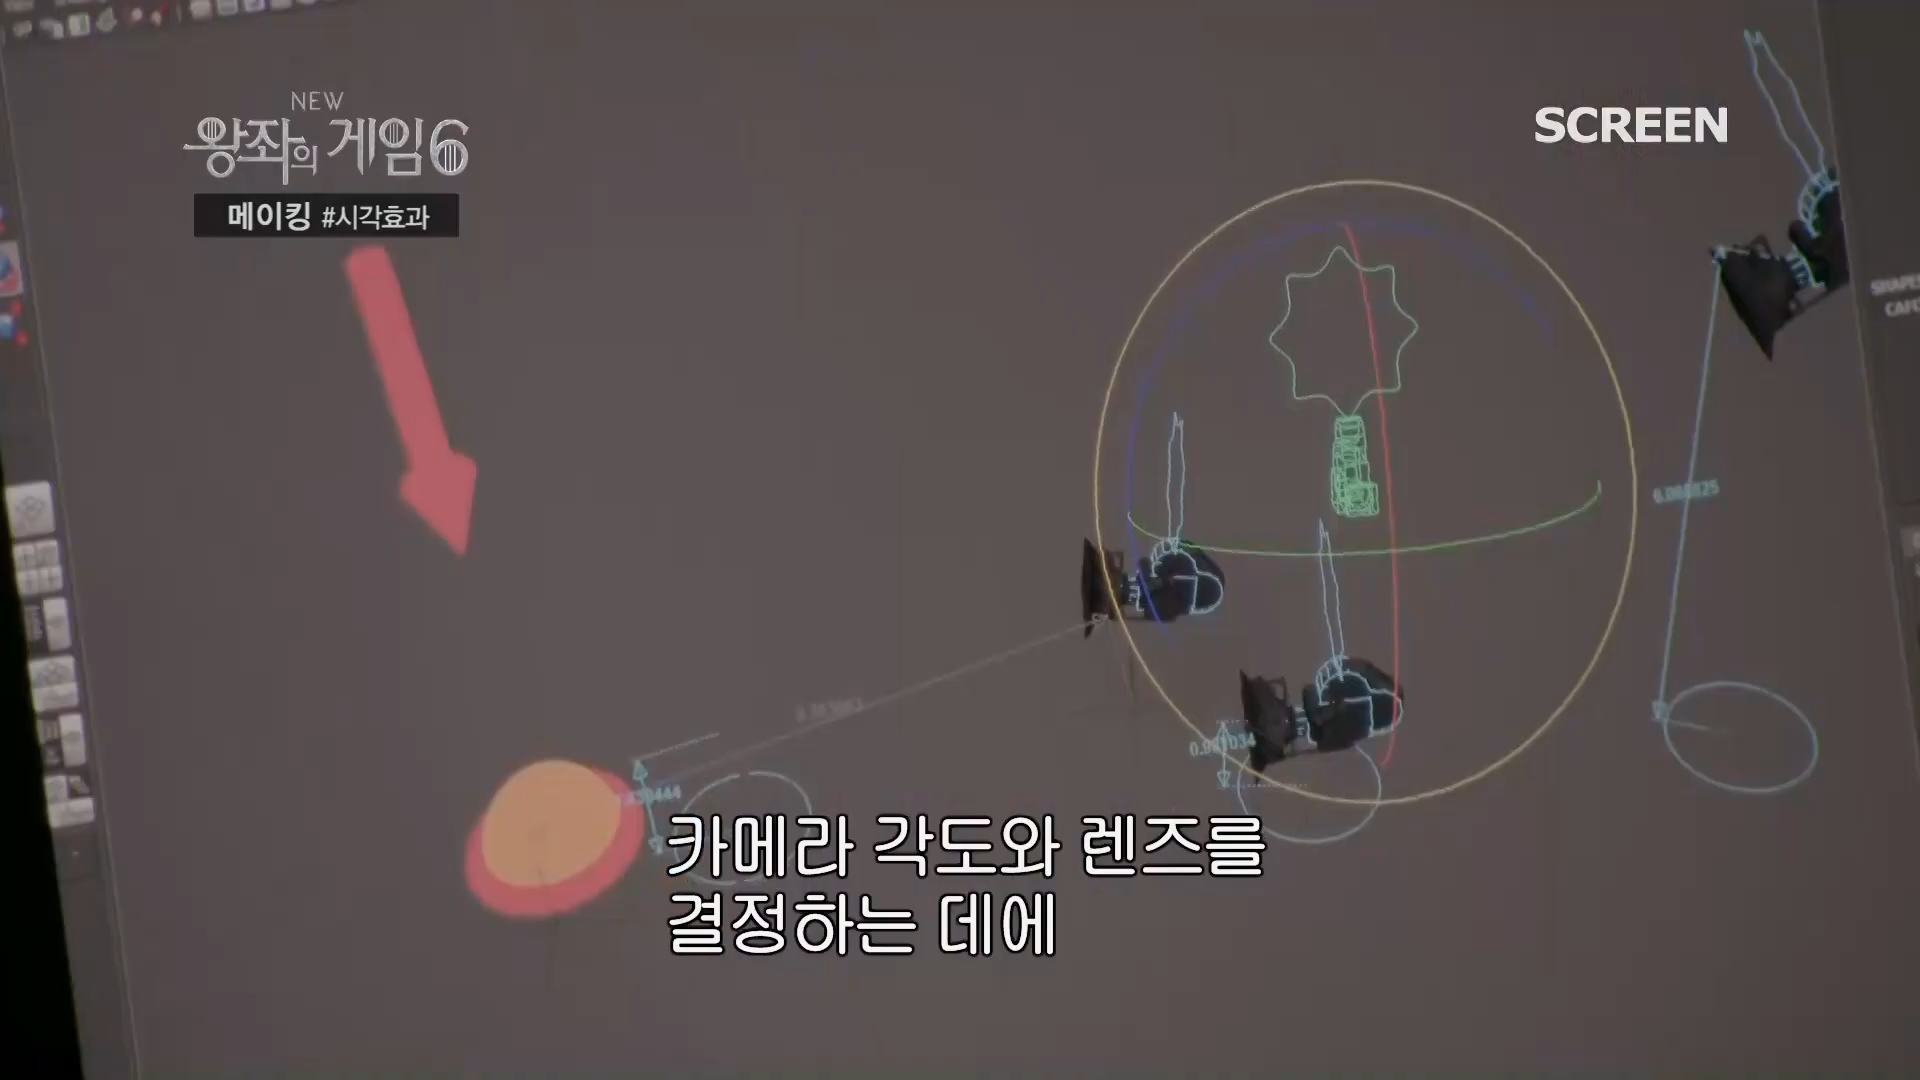 NEW
왕좌의 게임6
메이킹 #시각효과
SCREEN
카메라 각도와 렌즈를
결정하는 데에